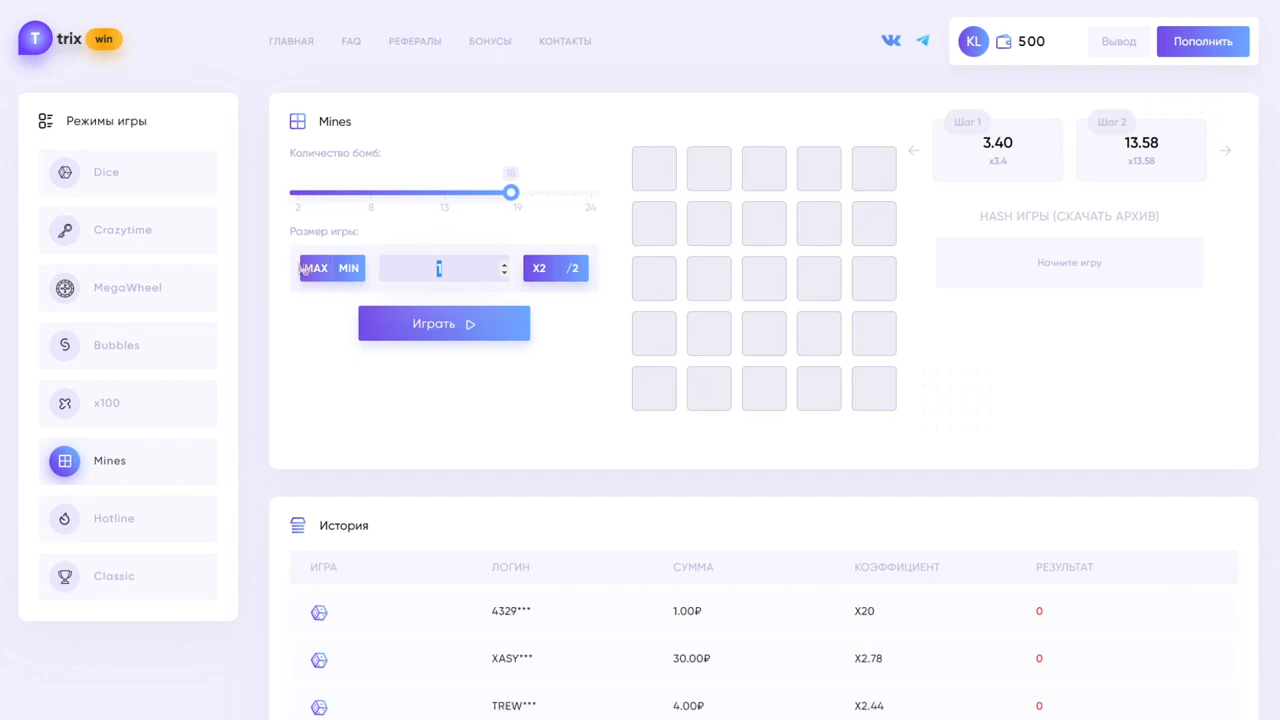 T trix win
ГЛАВНАЯ FAQ РЕФЕРАЛЫ БОНУСЫ КОНТАКТЫ
KL 500 Вывод Пополнить
Режимы игры
Dice
Crazytime
MegaWheel
Bubbles
x100
Mines
Hotline
Classic
Mines
Количество бомб:
18
2 8 13 19 24
Размер игры:
MAX MIN 1 X2 /2
Играть
Шаг 1 Шаг 2
3.40 13.58
x3.4 x13.58
HASH ИГРЫ (СКАЧАТЬ АРХИВ)
Начните игру
История
ИГРА ЛОГИН СУММА КОЭФФИЦИЕНТ РЕЗУЛЬТАТ
4329*** 1.00₽ X20 0
XASY*** 30.00₽ X2.78 0
TREW*** 4.00₽ X2.44 0